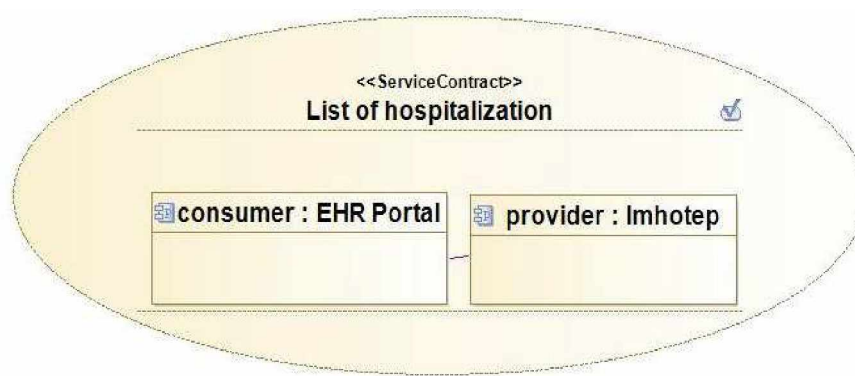 <<ServiceContract>>
List of hospitalization
consumer : EHR Portal
provider : Imhotep